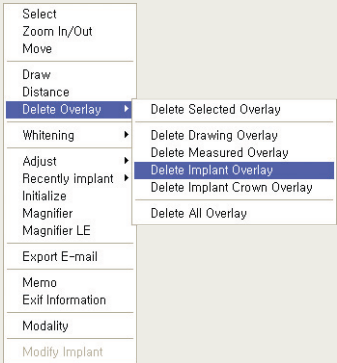 Select
Zoom In/Out
Move
Draw
Distance
Delete Overlay
Whitening
Adjust
Recently implant
Initialize
Magnifier
Magnifier LE
Export E-mail
Memo
Exif Information
Modality
Modify Implant
Delete Selected Overlay
Delete Drawing Overlay
Delete Measured Overlay
Delete Implant Overlay
Delete Implant Crown Overlay
Delete All Overlay